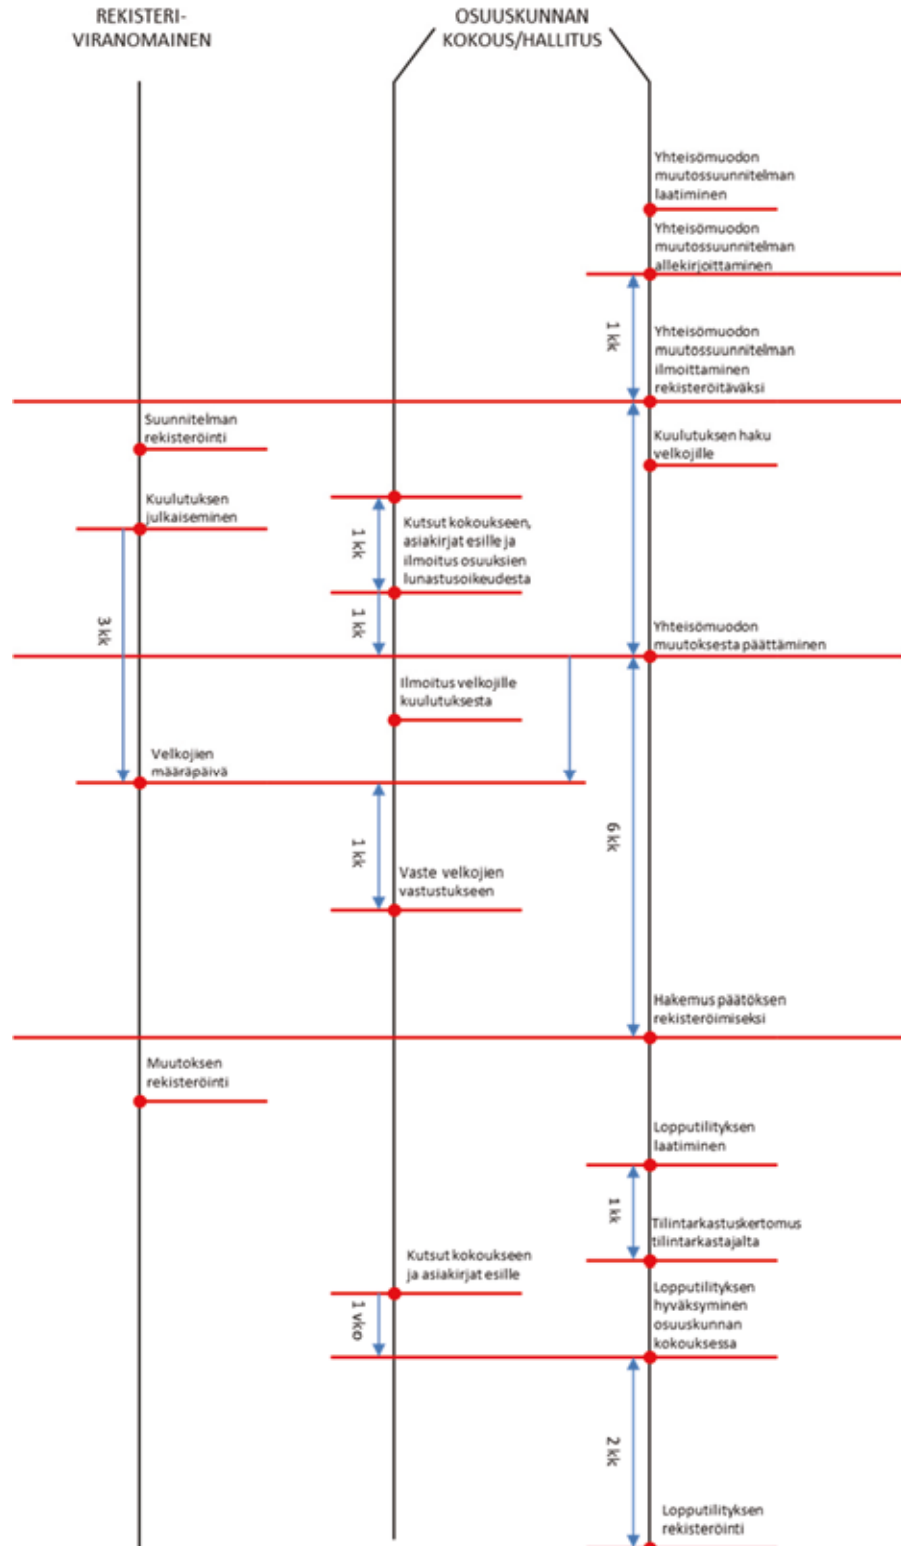 REKISTERI-
VIRANOMAINEN
OSUUSKUNNAN
KOKOUS/HALLITUS
Yhteisömuodon
muutossuunnitelman
laatiminen
Yhteisömuodon
muutossuunnitelman
allekirjoittaminen
1 kk
Yhteisömuodon
muutossuunnitelman
ilmoittaminen
rekisteröitäväksi
Suunnitelman
rekisteröinti
Kuulutuksen haku
velkojille
Kuulutuksen
julkaiseminen
1 kk
Kutsut kokoukseen,
asiakirjat esille ja
ilmoitus osuuksien
lunastusoikeudesta
3 kk
1 kk
Yhteisömuodon
muutoksesta päättäminen
Ilmoitus velkojille
kuulutuksesta
Velkojien
määräpäivä
1 kk
6 kk
Vaste velkojien
vastustukseen
Hakemus päätöksen
rekisteröimiseksi
Muutoksen
rekisteröinti
Lopputilityksen
laatiminen
1 kk
Tilintarkastuskertomus
tilintarkastajalta
Kutsut kokoukseen
ja asiakirjat esille
1 vko
Lopputilityksen
hyväksyminen
osuuskunnan
kokouksessa
2 kk
Lopputilityksen
rekisteröinti